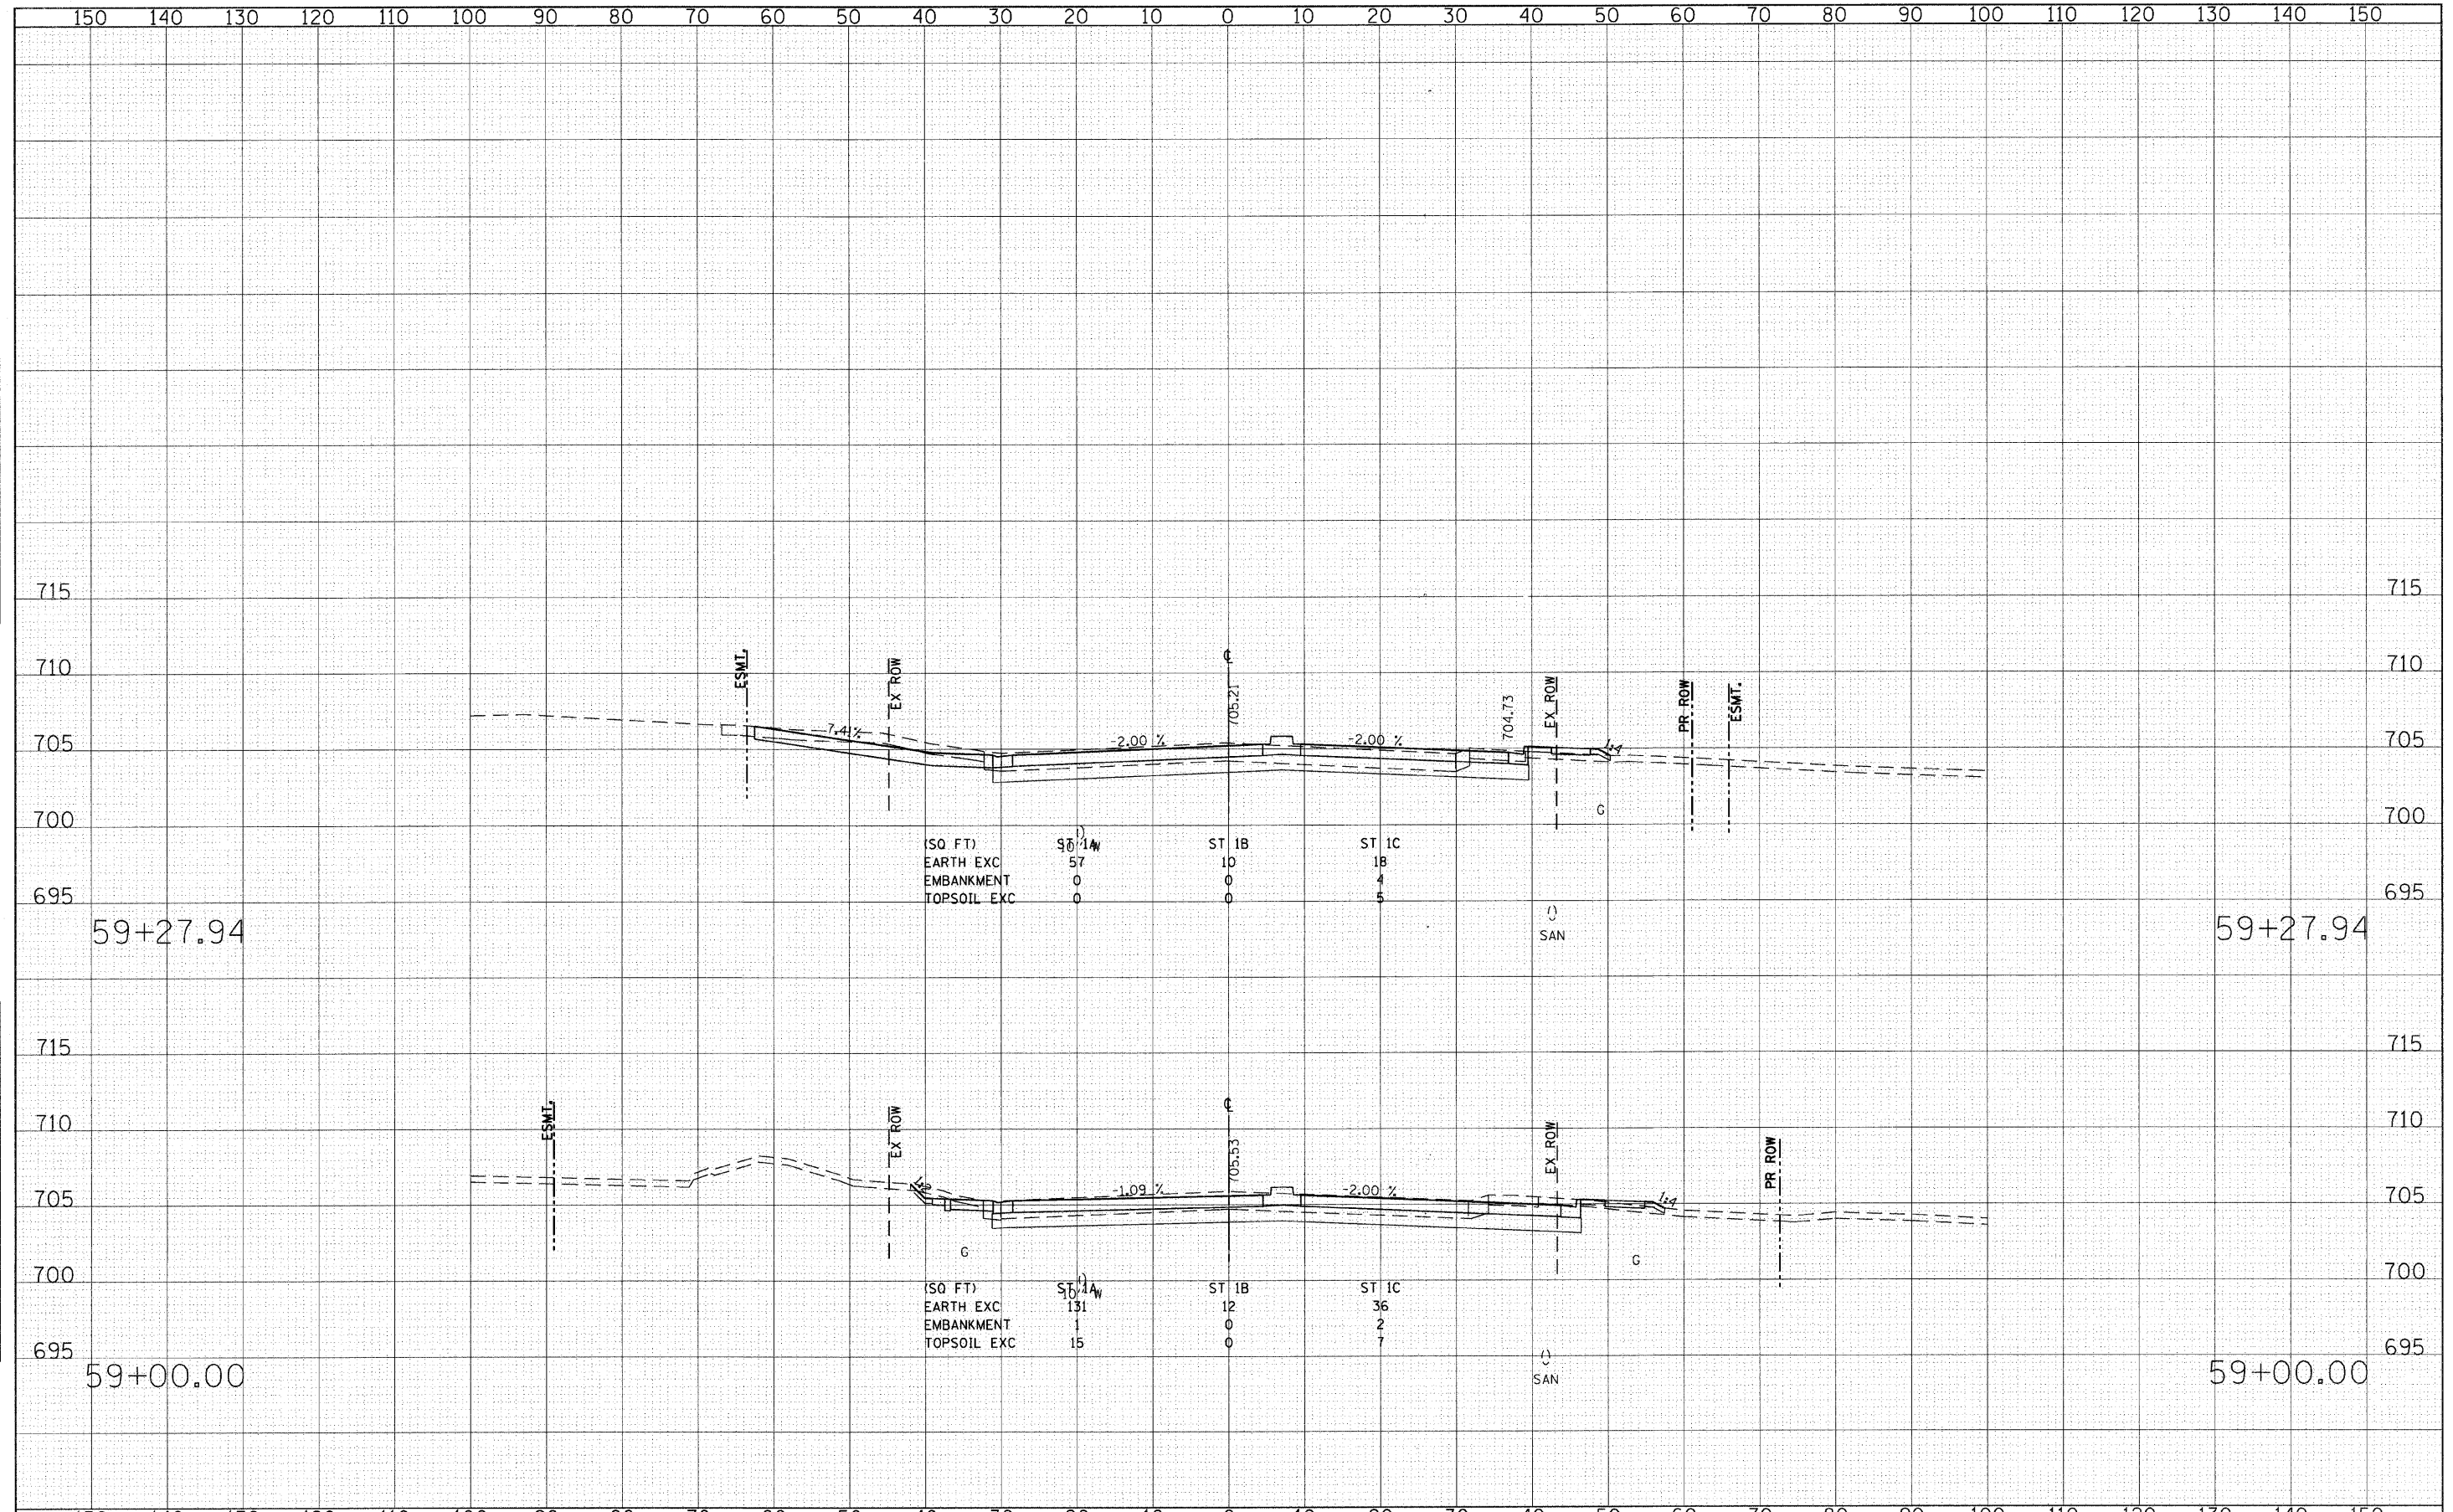 150 140 130 120 110 100 90 80 70 60 50 40 30 20 10 0 10 20 30 40 50 60 70 80 90 100 110 120 130 140 150
715 715
710 ESMT. EX ROW ℄ EX ROW PR ROW ESMT. 710
705.21 704.73
705 7.41% -2.00 % -2.00 % 1:4 705
G
700 700
(SQ FT) ST 1A ST 1B ST 1C
10" W
EARTH EXC 57 10 18
EMBANKMENT 0 0 4
TOPSOIL EXC 0 0 5
695 695
59+27.94 SAN 59+27.94
715 715
710 ESMT. EX ROW ℄ EX ROW PR ROW 710
705.53
705 1:2 -1.09 % -2.00 % 1:4 705
G G
700 700
(SQ FT) ST 1A ST 1B ST 1C
10" W
EARTH EXC 131 12 36
EMBANKMENT 1 0 2
TOPSOIL EXC 15 0 7
695 695
59+00.00 SAN 59+00.00